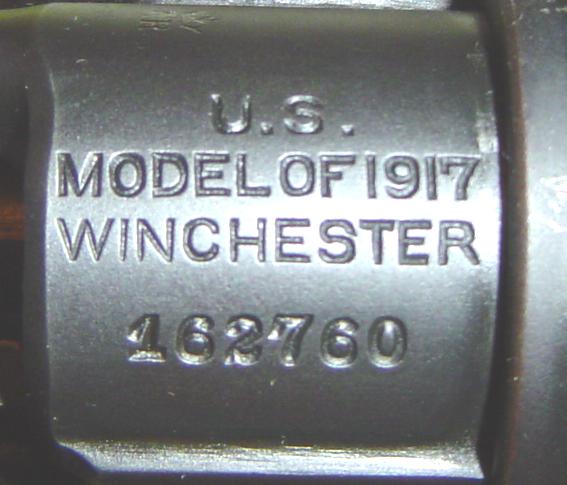 U.S.
MODEL OF 1917
WINCHESTER
162760